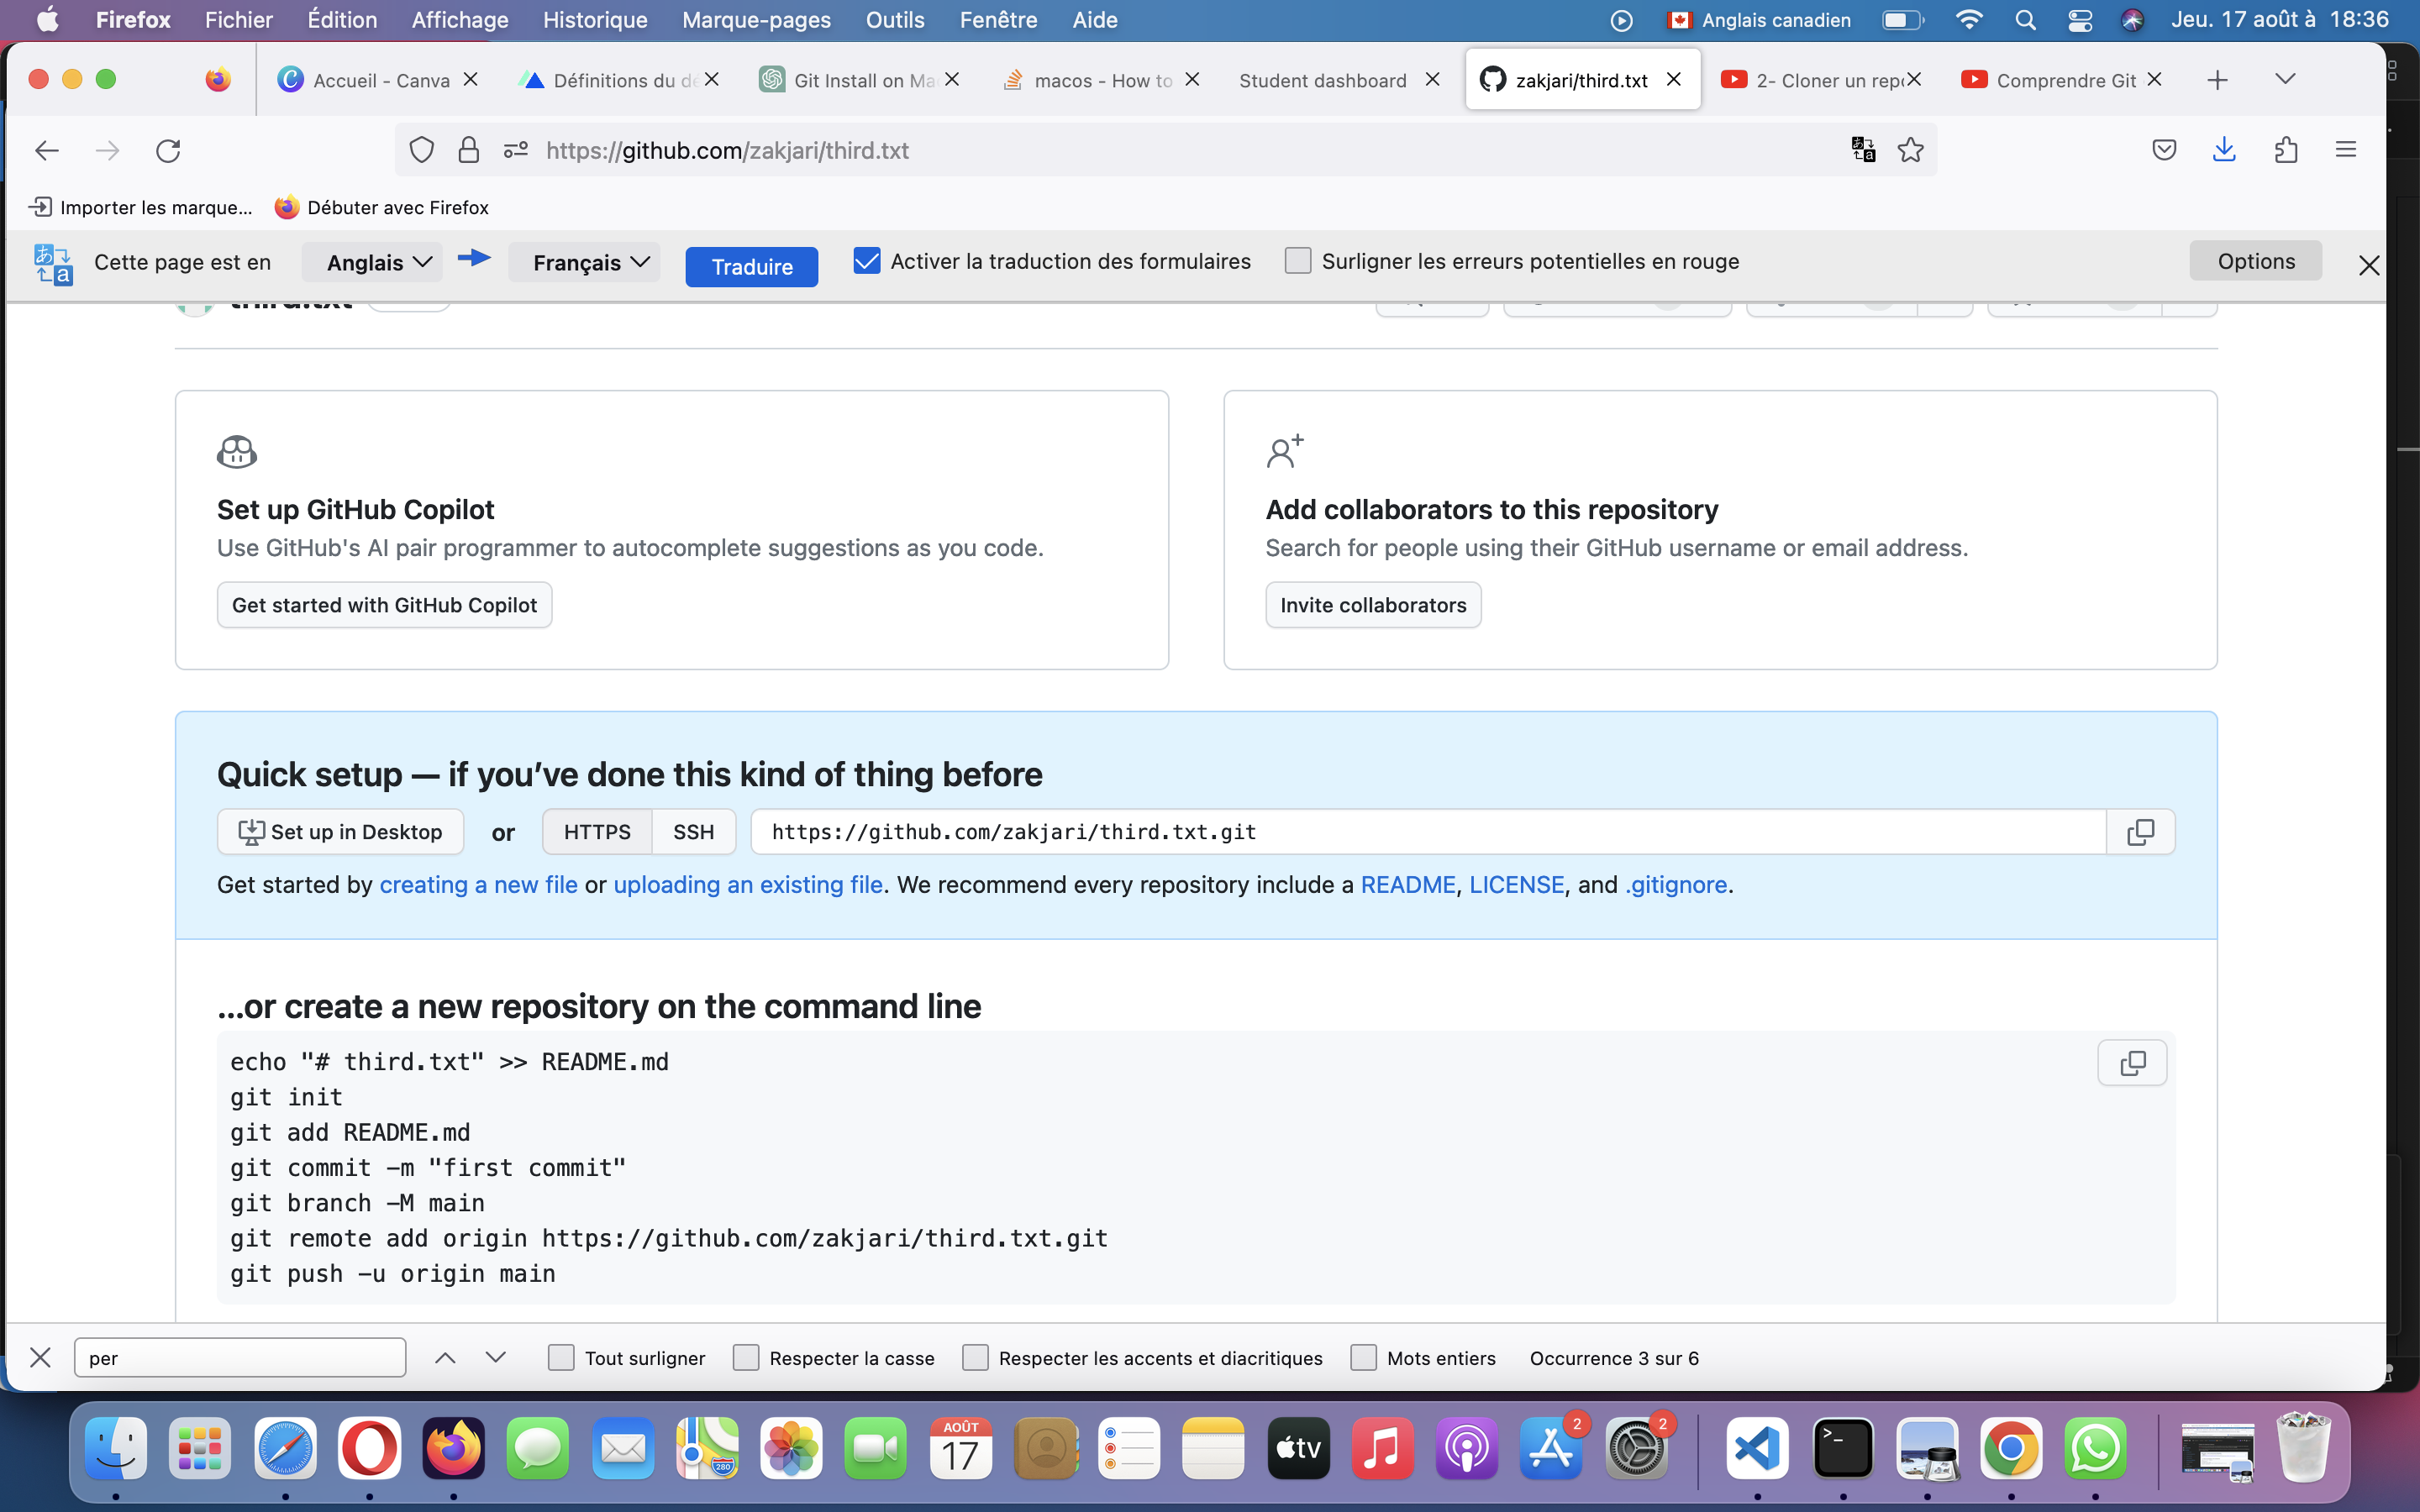 Firefox Fichier Édition Affichage Historique Marque-pages Outils Fenêtre Aide Anglais canadien Jeu. 17 août à 18:36
Accueil - Canva Définitions du dé Git Install on Ma macos - How to Student dashboard zakjari/third.txt 2- Cloner un repo Comprendre Git
https://github.com/zakjari/third.txt
Importer les marque... Débuter avec Firefox
Cette page est en Anglais Français Traduire Activer la traduction des formulaires Surligner les erreurs potentielles en rouge Options
third.txt
Set up GitHub Copilot
Use GitHub's AI pair programmer to autocomplete suggestions as you code.
Get started with GitHub Copilot
Add collaborators to this repository
Search for people using their GitHub username or email address.
Invite collaborators
Quick setup — if you’ve done this kind of thing before
Set up in Desktop or HTTPS SSH https://github.com/zakjari/third.txt.git
Get started by creating a new file or uploading an existing file. We recommend every repository include a README, LICENSE, and .gitignore.
…or create a new repository on the command line
echo "# third.txt" >> README.md
git init
git add README.md
git commit -m "first commit"
git branch -M main
git remote add origin https://github.com/zakjari/third.txt.git
git push -u origin main
per Tout surligner Respecter la casse Respecter les accents et diacritiques Mots entiers Occurrence 3 sur 6
280 AOÛT 17 tv 2 2 >_